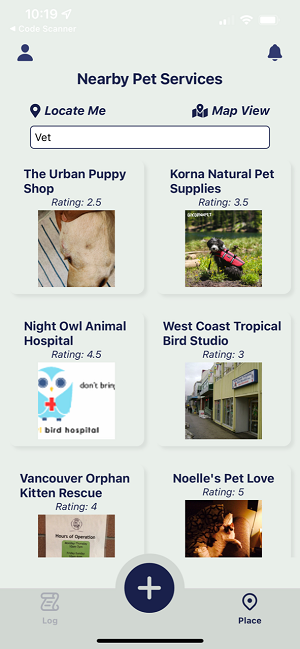 10:19
Code Scanner
Nearby Pet Services
Locate Me
Map View
Vet
The Urban Puppy
Shop
Rating: 2.5
Korna Natural Pet
Supplies
Rating: 3.5
Night Owl Animal
Hospital
Rating: 4.5
don't bring
bird hospital
West Coast Tropical
Bird Studio
Rating: 3
Vancouver Orphan
Kitten Rescue
Rating: 4
Hours of Operation
Noelle's Pet Love
Rating: 5
Log
Place